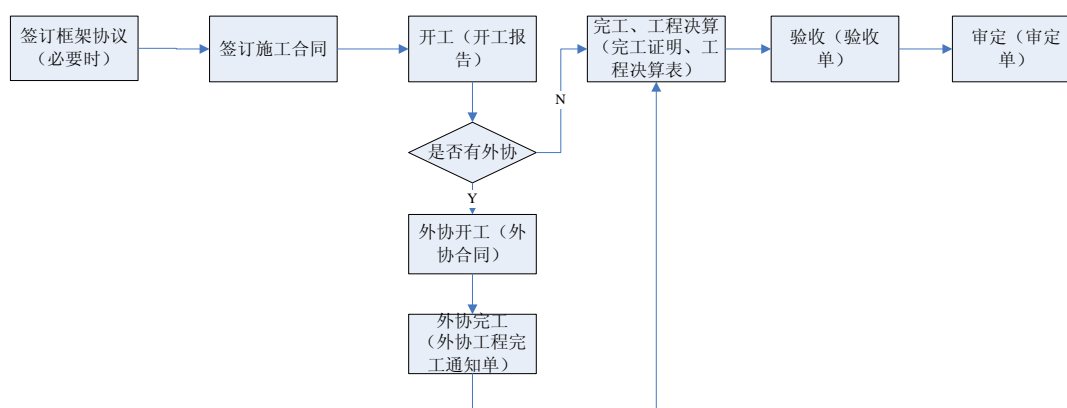 签订框架协议
（必要时）
签订施工合同
开工（开工报
告）
完工、工程决算
（完工证明、工
程决算表）
验收（验收
单）
审定（审定
单）
N
是否有外协
Y
外协开工（外
协合同）
外协完工
（外协工程完
工通知单）